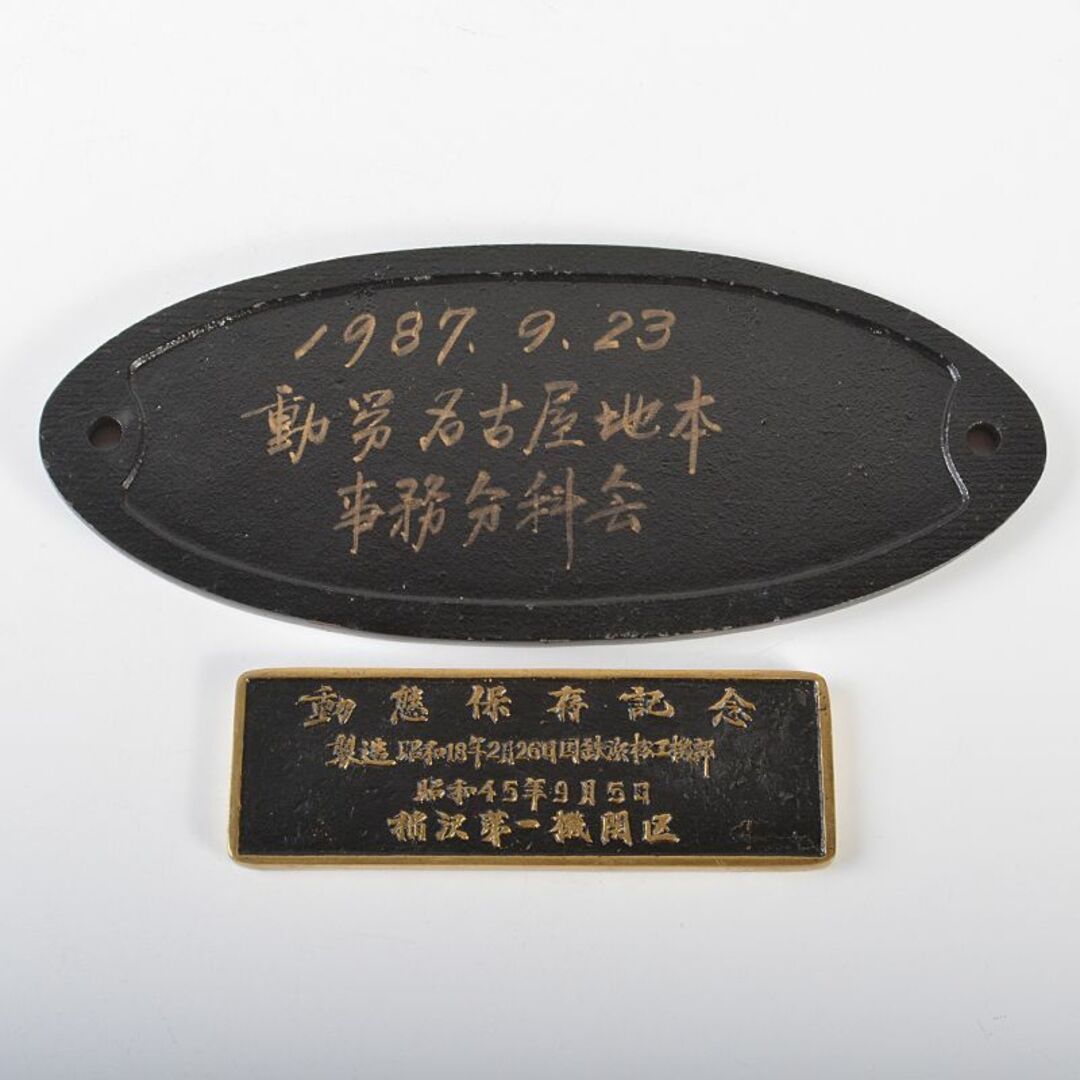 1987.9.23
動労名古屋地本
事務分科会
動態保存記念
製造昭和18年2月26日国鉄浜松工機部
昭和45年9月5日
稲沢第一機関区